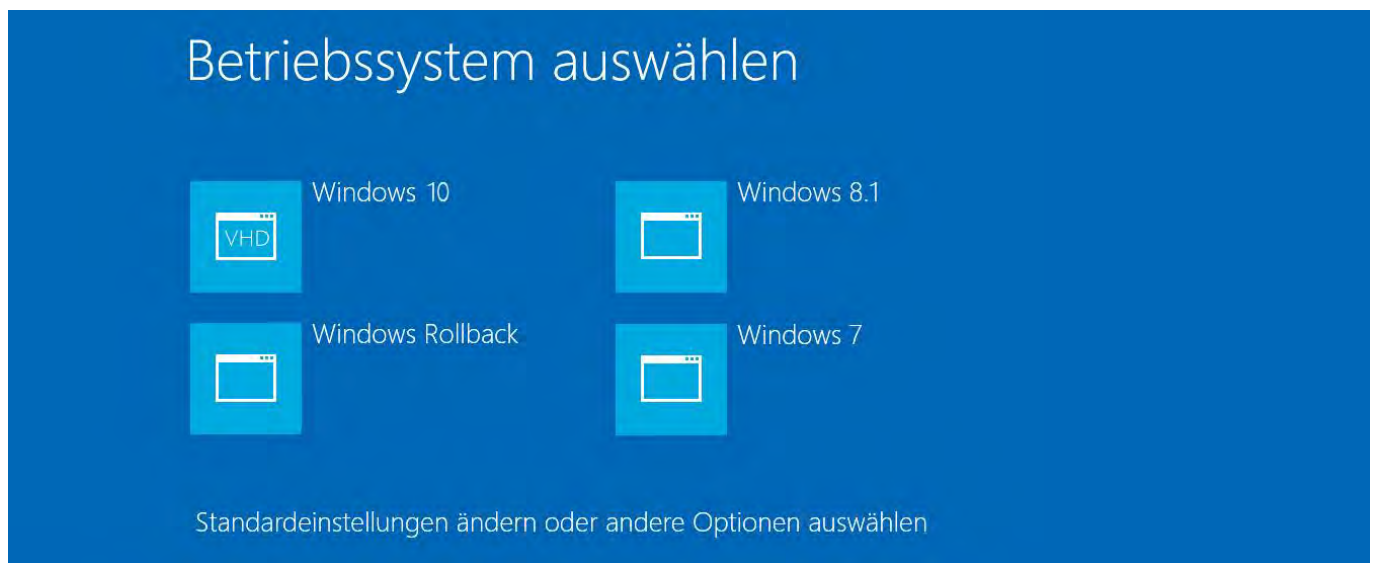 Betriebssystem auswählen
Windows 10
VHD
Windows 8.1
Windows Rollback
Windows 7
Standardeinstellungen ändern oder andere Optionen auswählen